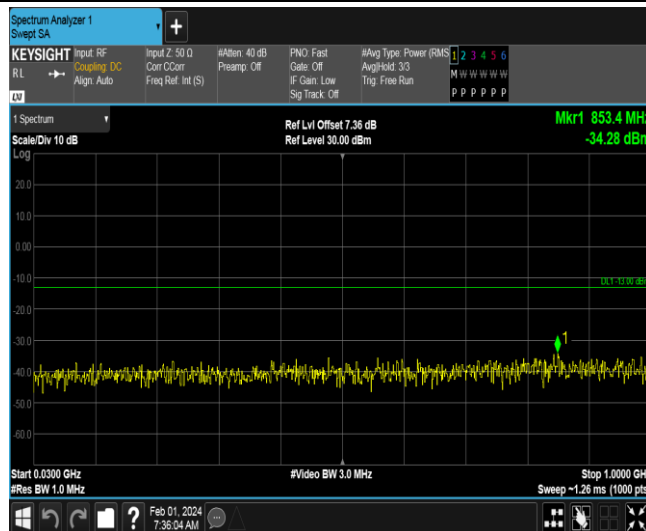 Spectrum Analyzer 1
Swept SA
+
KEYSIGHT
RL
LXI
Input: RF
Coupling: DC
Align: Auto
Input Z: 50 Ω
Corr CCorr
Freq Ref: Int (S)
#Atten: 40 dB
Preamp: Off
PNO: Fast
Gate: Off
IF Gain: Low
Sig Track: Off
#Avg Type: Power (RMS
Avg|Hold: 3/3
Trig: Free Run
1 2 3 4 5 6
M W W W W W
P P P P P P
1 Spectrum
Scale/Div 10 dB
Ref Lvl Offset 7.36 dB
Ref Level 30.00 dBm
Mkr1 853.4 MHz
-34.28 dBm
Log
20.0
10.0
0.00
-10.0
DL1 -13.00 dBm
-20.0
-30.0
1
-40.0
-50.0
-60.0
Start 0.0300 GHz
#Res BW 1.0 MHz
#Video BW 3.0 MHz
Stop 1.0000 GHz
Sweep ~1.26 ms (1000 pts)
?
Feb 01, 2024
7:36:04 AM